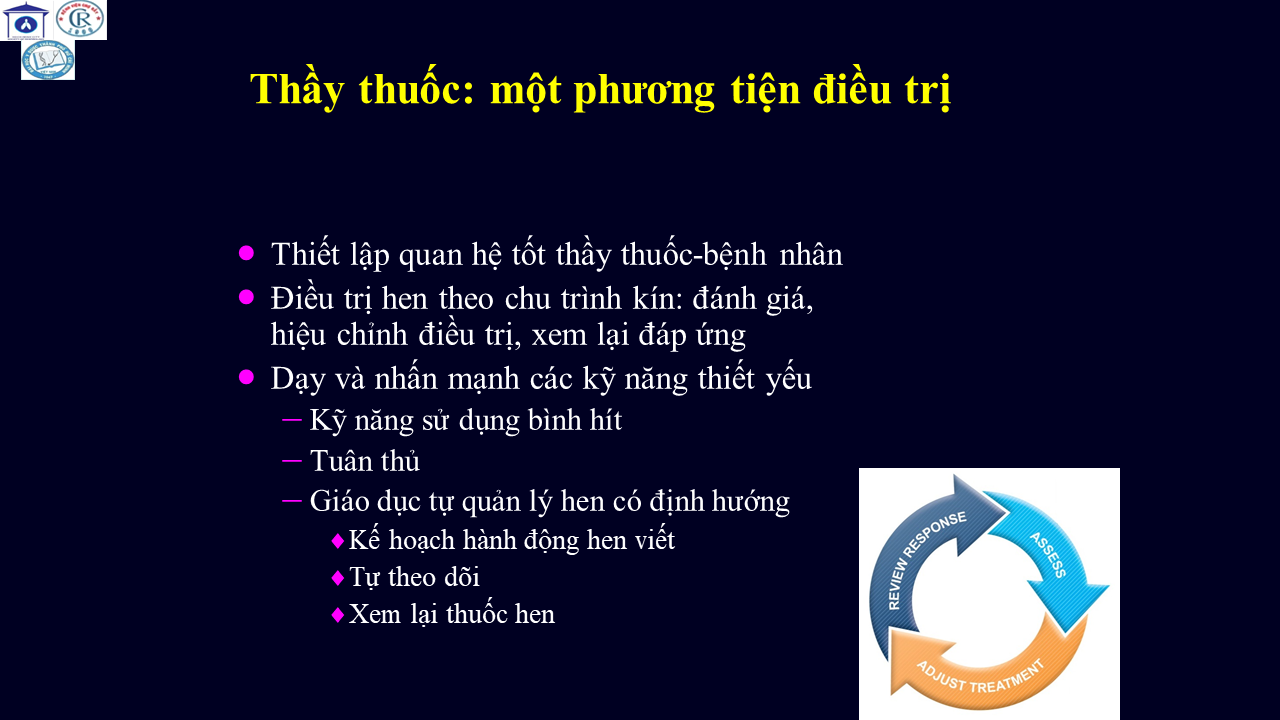 Thầy thuốc: một phương tiện điều trị
Thiết lập quan hệ tốt thầy thuốc-bệnh nhân
Điều trị hen theo chu trình kín: đánh giá,
hiệu chỉnh điều trị, xem lại đáp ứng
Dạy và nhấn mạnh các kỹ năng thiết yếu
– Kỹ năng sử dụng bình hít
– Tuân thủ
– Giáo dục tự quản lý hen có định hướng
Kế hoạch hành động hen viết
Tự theo dõi
Xem lại thuốc hen
REVIEW RESPONSE
ASSESS
ADJUST TREATMENT